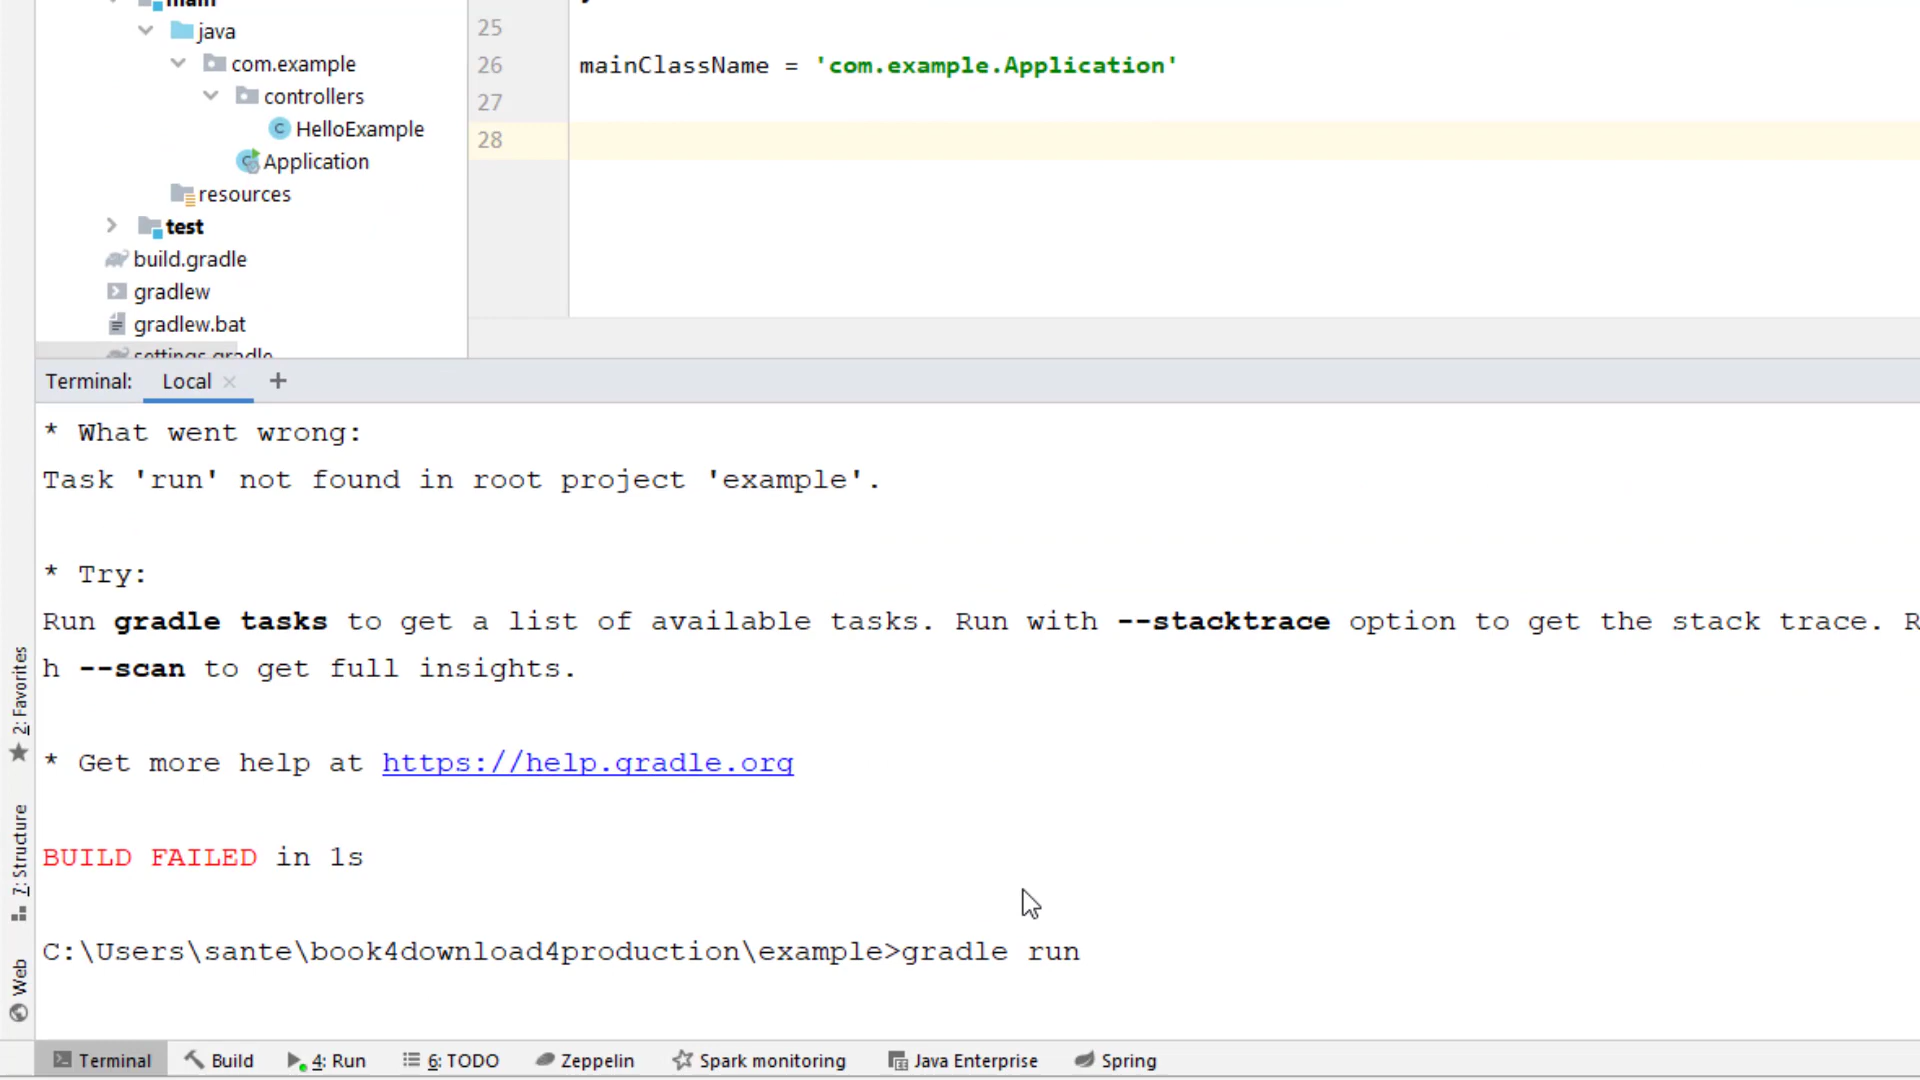 main
java
com.example
controllers
HelloExample
Application
resources
test
build.gradle
gradlew
gradlew.bat
settings.gradle
25
26 mainClassName = 'com.example.Application'
27
28
Terminal: Local +
* What went wrong:
Task 'run' not found in root project 'example'.
* Try:
Run gradle tasks to get a list of available tasks. Run with --stacktrace option to get the stack trace. R
h --scan to get full insights.
* Get more help at https://help.gradle.org
BUILD FAILED in 1s
C:\Users\sante\book4download4production\example>gradle run
2: Favorites
7: Structure
Web
Terminal Build 4: Run 6: TODO Zeppelin Spark monitoring Java Enterprise Spring